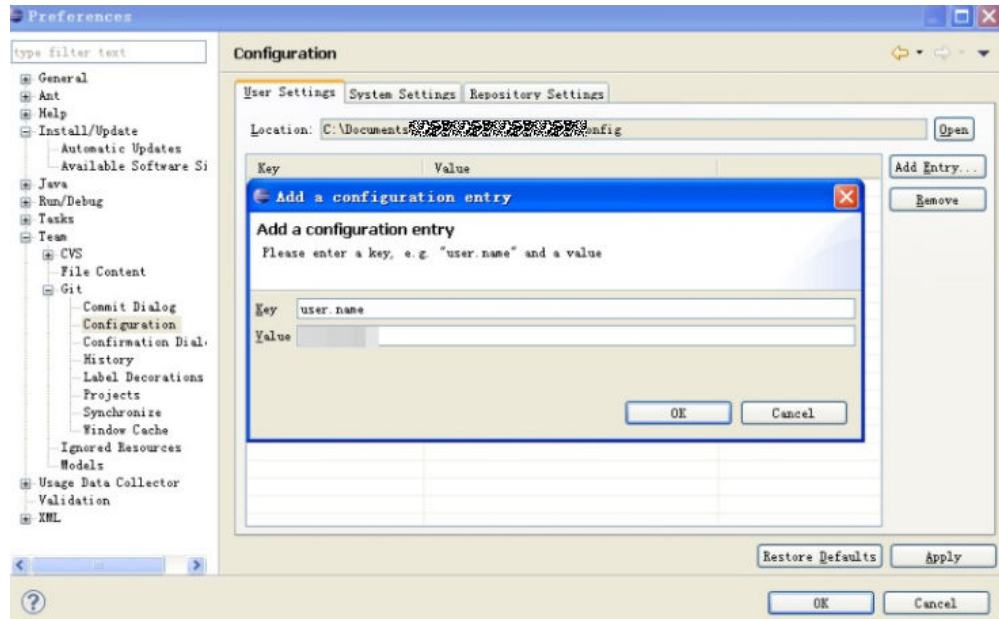 Preferences
type filter text
General
Ant
Help
Install/Update
Automatic Updates
Available Software Si
Java
Run/Debug
Tasks
Team
CVS
File Content
Git
Commit Dialog
Configuration
Confirmation Dial
History
Label Decorations
Projects
Synchronize
Window Cache
Ignored Resources
Models
Usage Data Collector
Validation
XML
Configuration
User Settings System Settings Repository Settings
Location: C:\Documents onfig Open
Key Value Add Entry...
Remove
Add a configuration entry
Add a configuration entry
Please enter a key, e.g. "user.name" and a value
Key user.name
Value
OK Cancel
Restore Defaults Apply
OK Cancel